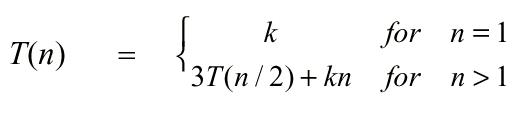 T(n) = { k for n = 1
3T(n / 2) + kn for n > 1